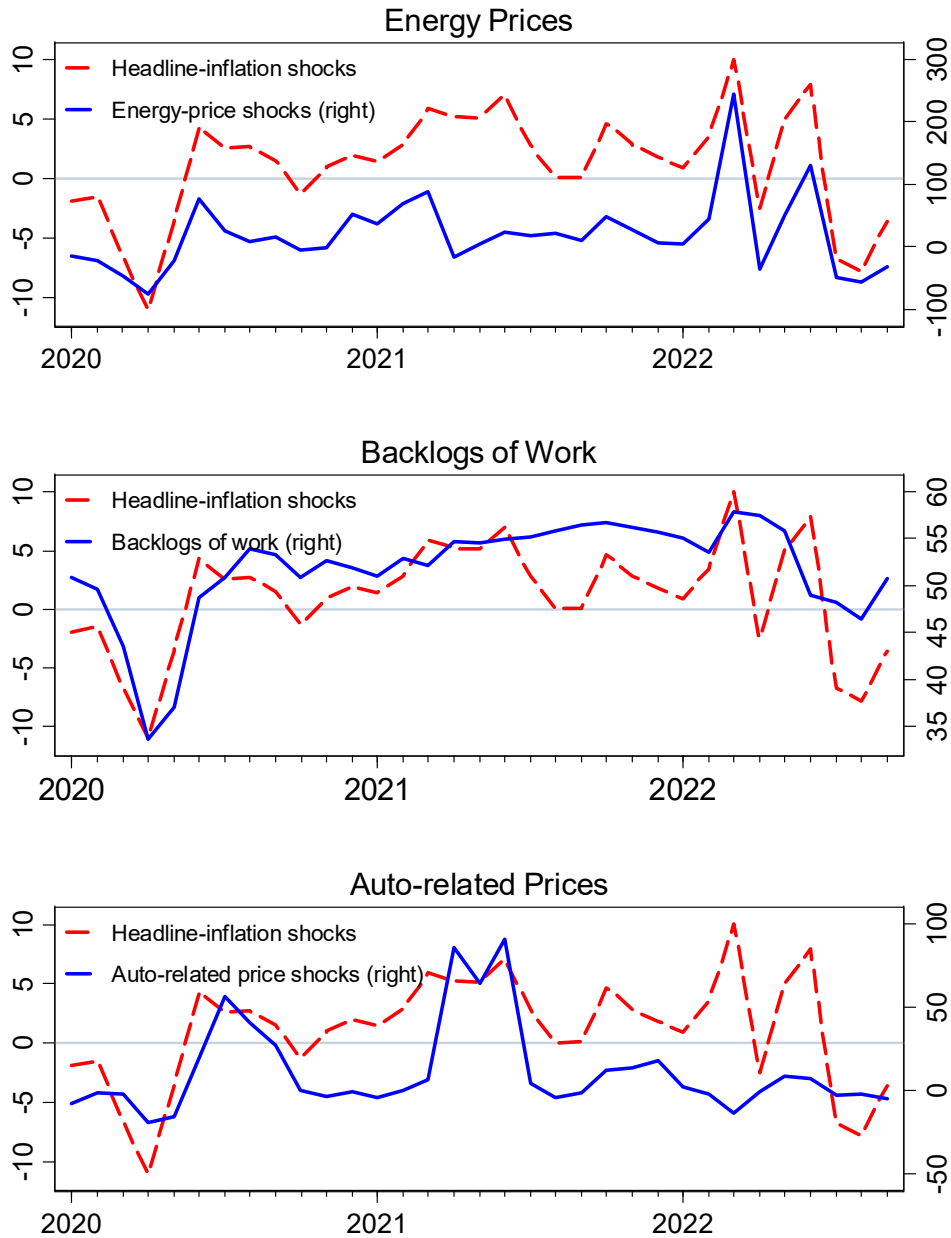 Energy Prices
10
5
0
-5
-10
Headline-inflation shocks
Energy-price shocks (right)
300
200
100
0
-100
2020 2021 2022
Backlogs of Work
10
5
0
-5
-10
Headline-inflation shocks
Backlogs of work (right)
60
55
50
45
40
35
2020 2021 2022
Auto-related Prices
10
5
0
-5
-10
Headline-inflation shocks
Auto-related price shocks (right)
100
50
0
-50
2020 2021 2022